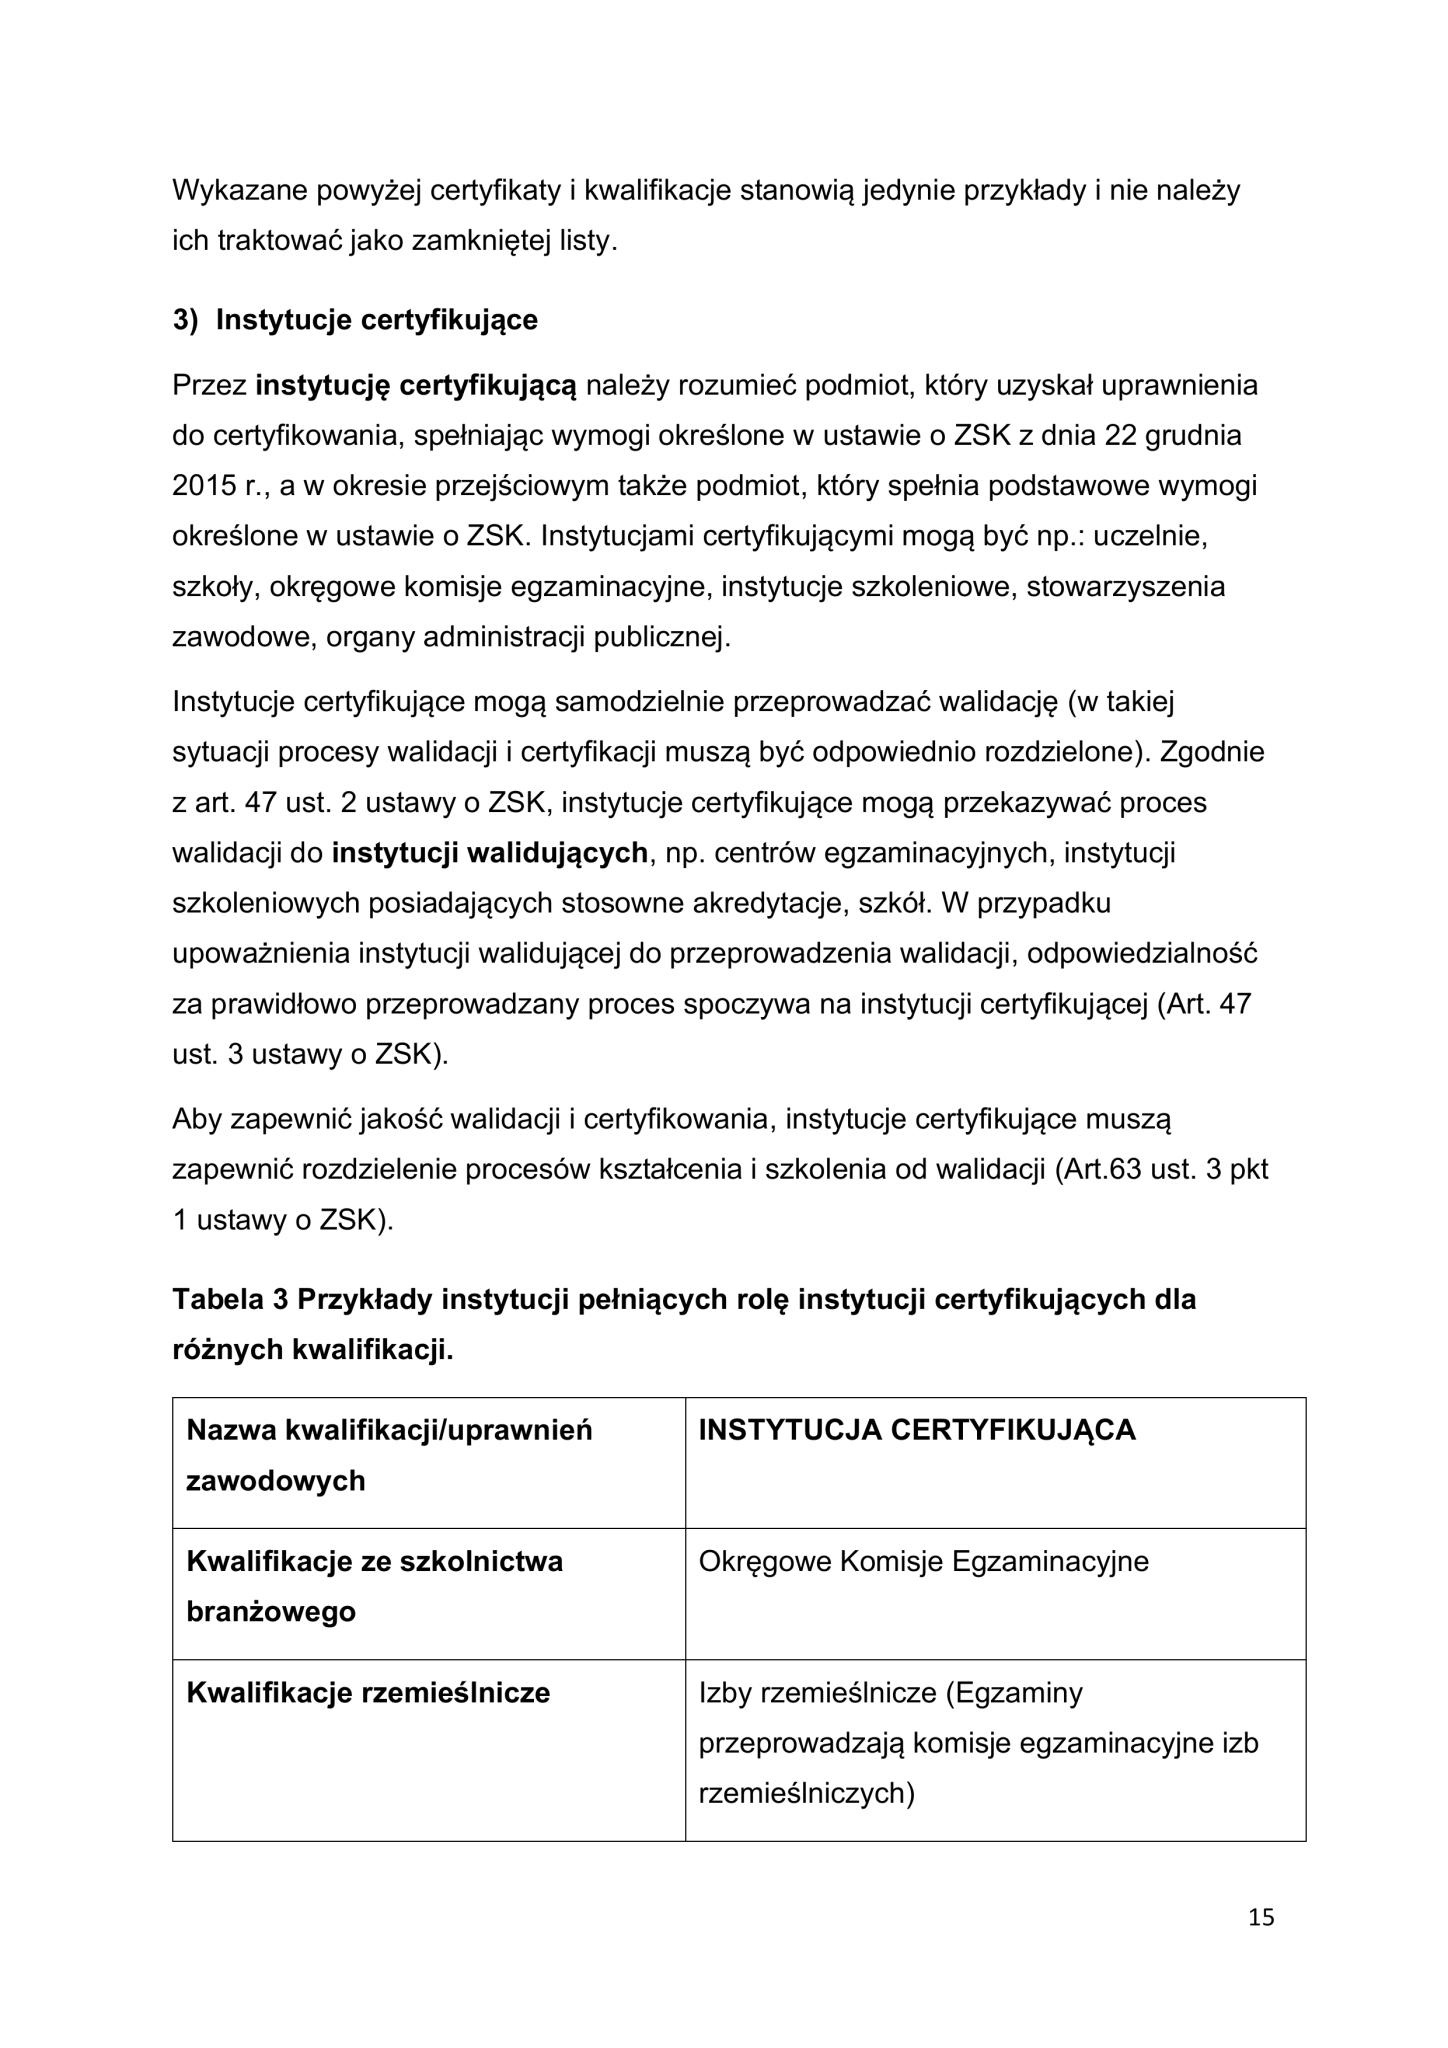 Wykazane powyżej certyfikaty i kwalifikacje stanowią jedynie przykłady i nie należy
ich traktować jako zamkniętej listy.
3) Instytucje certyfikujące
Przez instytucję certyfikującą należy rozumieć podmiot, który uzyskał uprawnienia
do certyfikowania, spełniając wymogi określone w ustawie o ZSK z dnia 22 grudnia
2015 r., a w okresie przejściowym także podmiot, który spełnia podstawowe wymogi
określone w ustawie o ZSK. Instytucjami certyfikującymi mogą być np.: uczelnie,
szkoły, okręgowe komisje egzaminacyjne, instytucje szkoleniowe, stowarzyszenia
zawodowe, organy administracji publicznej.
Instytucje certyfikujące mogą samodzielnie przeprowadzać walidację (w takiej
sytuacji procesy walidacji i certyfikacji muszą być odpowiednio rozdzielone). Zgodnie
z art. 47 ust. 2 ustawy o ZSK, instytucje certyfikujące mogą przekazywać proces
walidacji do instytucji walidujących, np. centrów egzaminacyjnych, instytucji
szkoleniowych posiadających stosowne akredytacje, szkół. W przypadku
upoważnienia instytucji walidującej do przeprowadzenia walidacji, odpowiedzialność
za prawidłowo przeprowadzany proces spoczywa na instytucji certyfikującej (Art. 47
ust. 3 ustawy o ZSK).
Aby zapewnić jakość walidacji i certyfikowania, instytucje certyfikujące muszą
zapewnić rozdzielenie procesów kształcenia i szkolenia od walidacji (Art.63 ust. 3 pkt
1 ustawy o ZSK).
Tabela 3 Przykłady instytucji pełniących rolę instytucji certyfikujących dla
różnych kwalifikacji.
Nazwa kwalifikacji/uprawnień
zawodowych
INSTYTUCJA CERTYFIKUJĄCA
Kwalifikacje ze szkolnictwa
branżowego
Okręgowe Komisje Egzaminacyjne
Kwalifikacje rzemieślnicze
Izby rzemieślnicze (Egzaminy
przeprowadzają komisje egzaminacyjne izb
rzemieślniczych)
15